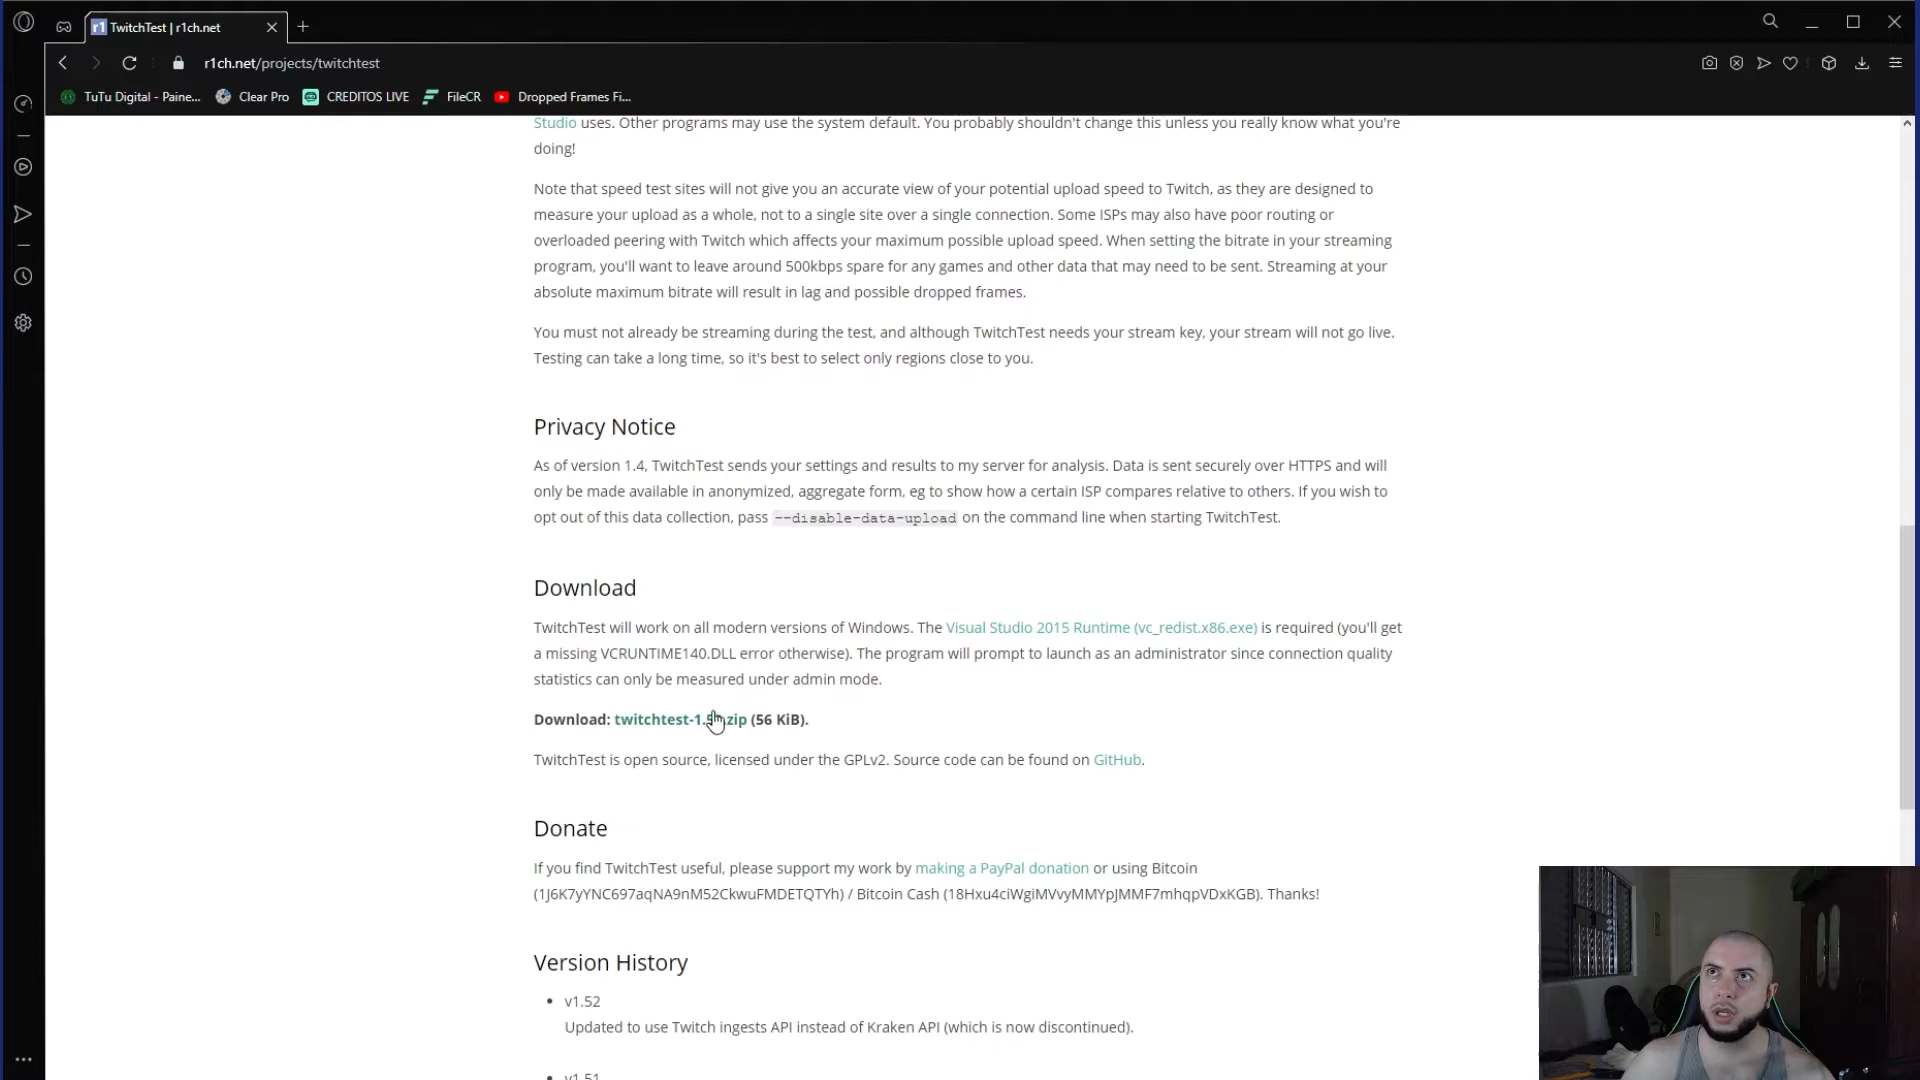 r1 TwitchTest | r1ch.net
r1ch.net/projects/twitchtest
TuTu Digital - Paine... Clear Pro CREDITOS LIVE FileCR Dropped Frames Fi...
Studio uses. Other programs may use the system default. You probably shouldn't change this unless you really know what you're
doing!
Note that speed test sites will not give you an accurate view of your potential upload speed to Twitch, as they are designed to
measure your upload as a whole, not to a single site over a single connection. Some ISPs may also have poor routing or
overloaded peering with Twitch which affects your maximum possible upload speed. When setting the bitrate in your streaming
program, you'll want to leave around 500kbps spare for any games and other data that may need to be sent. Streaming at your
absolute maximum bitrate will result in lag and possible dropped frames.
You must not already be streaming during the test, and although TwitchTest needs your stream key, your stream will not go live.
Testing can take a long time, so it's best to select only regions close to you.
Privacy Notice
As of version 1.4, TwitchTest sends your settings and results to my server for analysis. Data is sent securely over HTTPS and will
only be made available in anonymized, aggregate form, eg to show how a certain ISP compares relative to others. If you wish to
opt out of this data collection, pass --disable-data-upload on the command line when starting TwitchTest.
Download
TwitchTest will work on all modern versions of Windows. The Visual Studio 2015 Runtime (vc_redist.x86.exe) is required (you'll get
a missing VCRUNTIME140.DLL error otherwise). The program will prompt to launch as an administrator since connection quality
statistics can only be measured under admin mode.
Download: (56 KiB).
TwitchTest is open source, licensed under the GPLv2. Source code can be found on GitHub.
Donate
If you find TwitchTest useful, please support my work by making a PayPal donation or using Bitcoin
(1J6K7yYNC697aqNA9nM52CkwuFMDETQTYh) / Bitcoin Cash (18Hxu4ciWgiMVvyMMYpJMMF7mhqpVDxKGB). Thanks!
Version History
v1.52
Updated to use Twitch ingests API instead of Kraken API (which is now discontinued).
v1.51